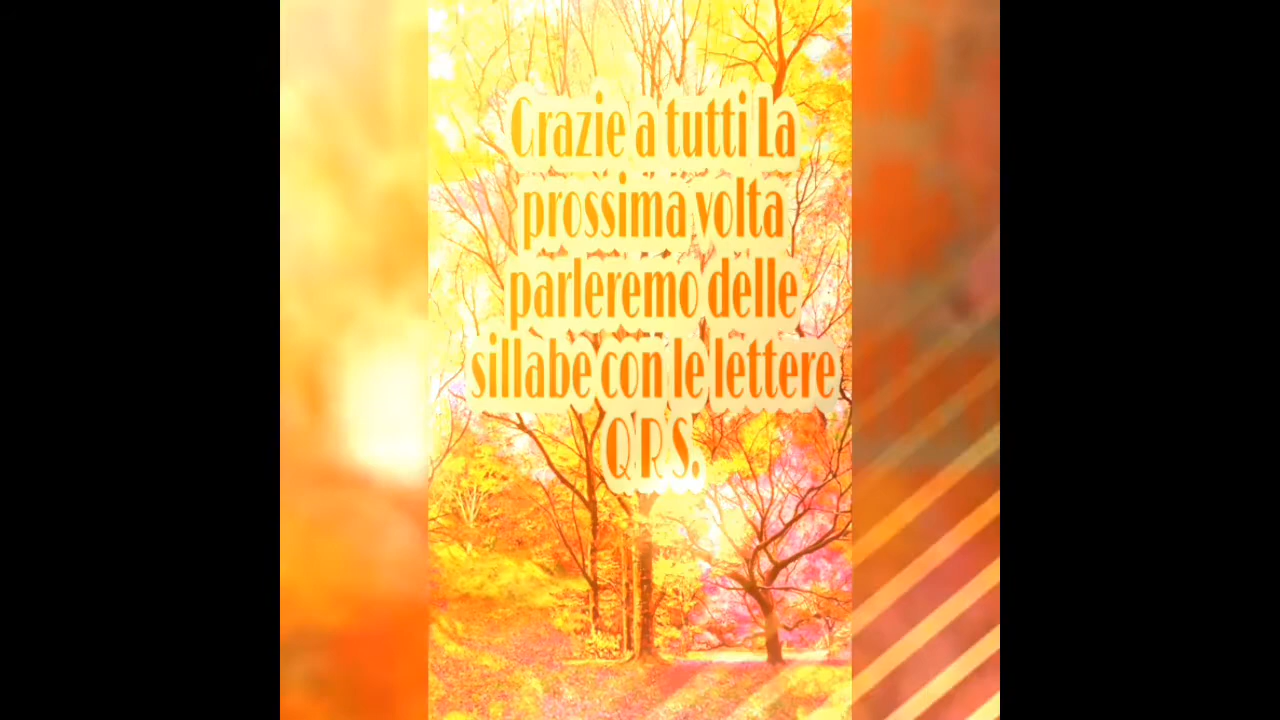 Grazie a tutti La
prossima volta
parleremo delle
sillabe con le lettere
Q R S.